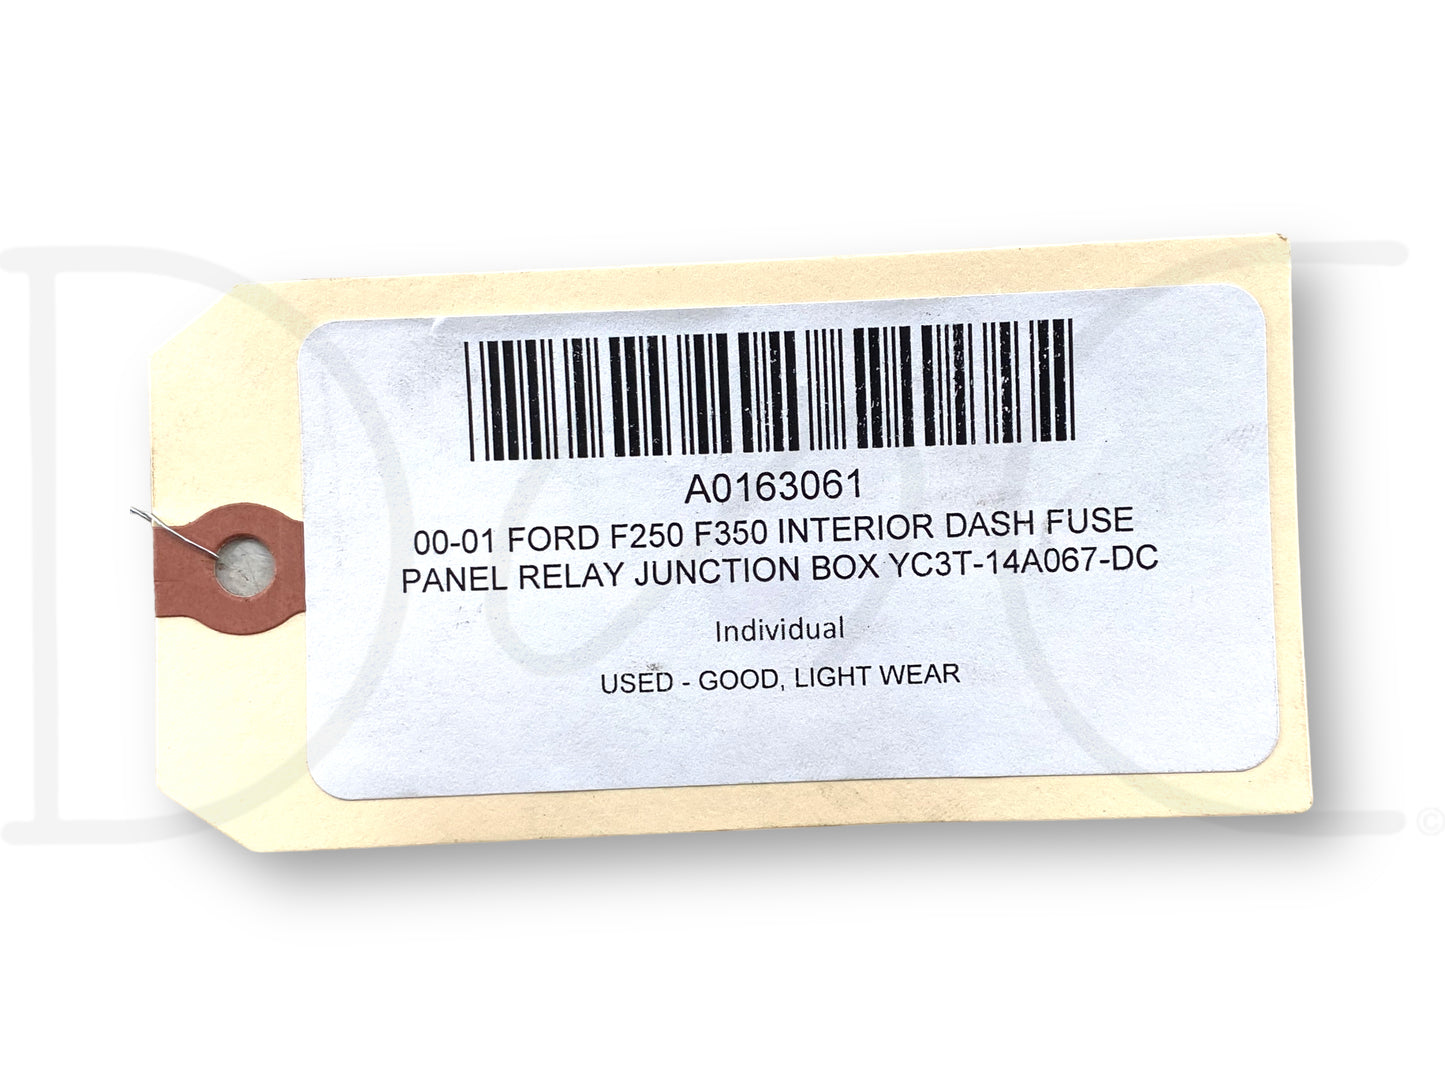 A0163061
00-01 FORD F250 F350 INTERIOR DASH FUSE
PANEL RELAY JUNCTION BOX YC3T-14A067-DC
Individual
USED - GOOD, LIGHT WEAR